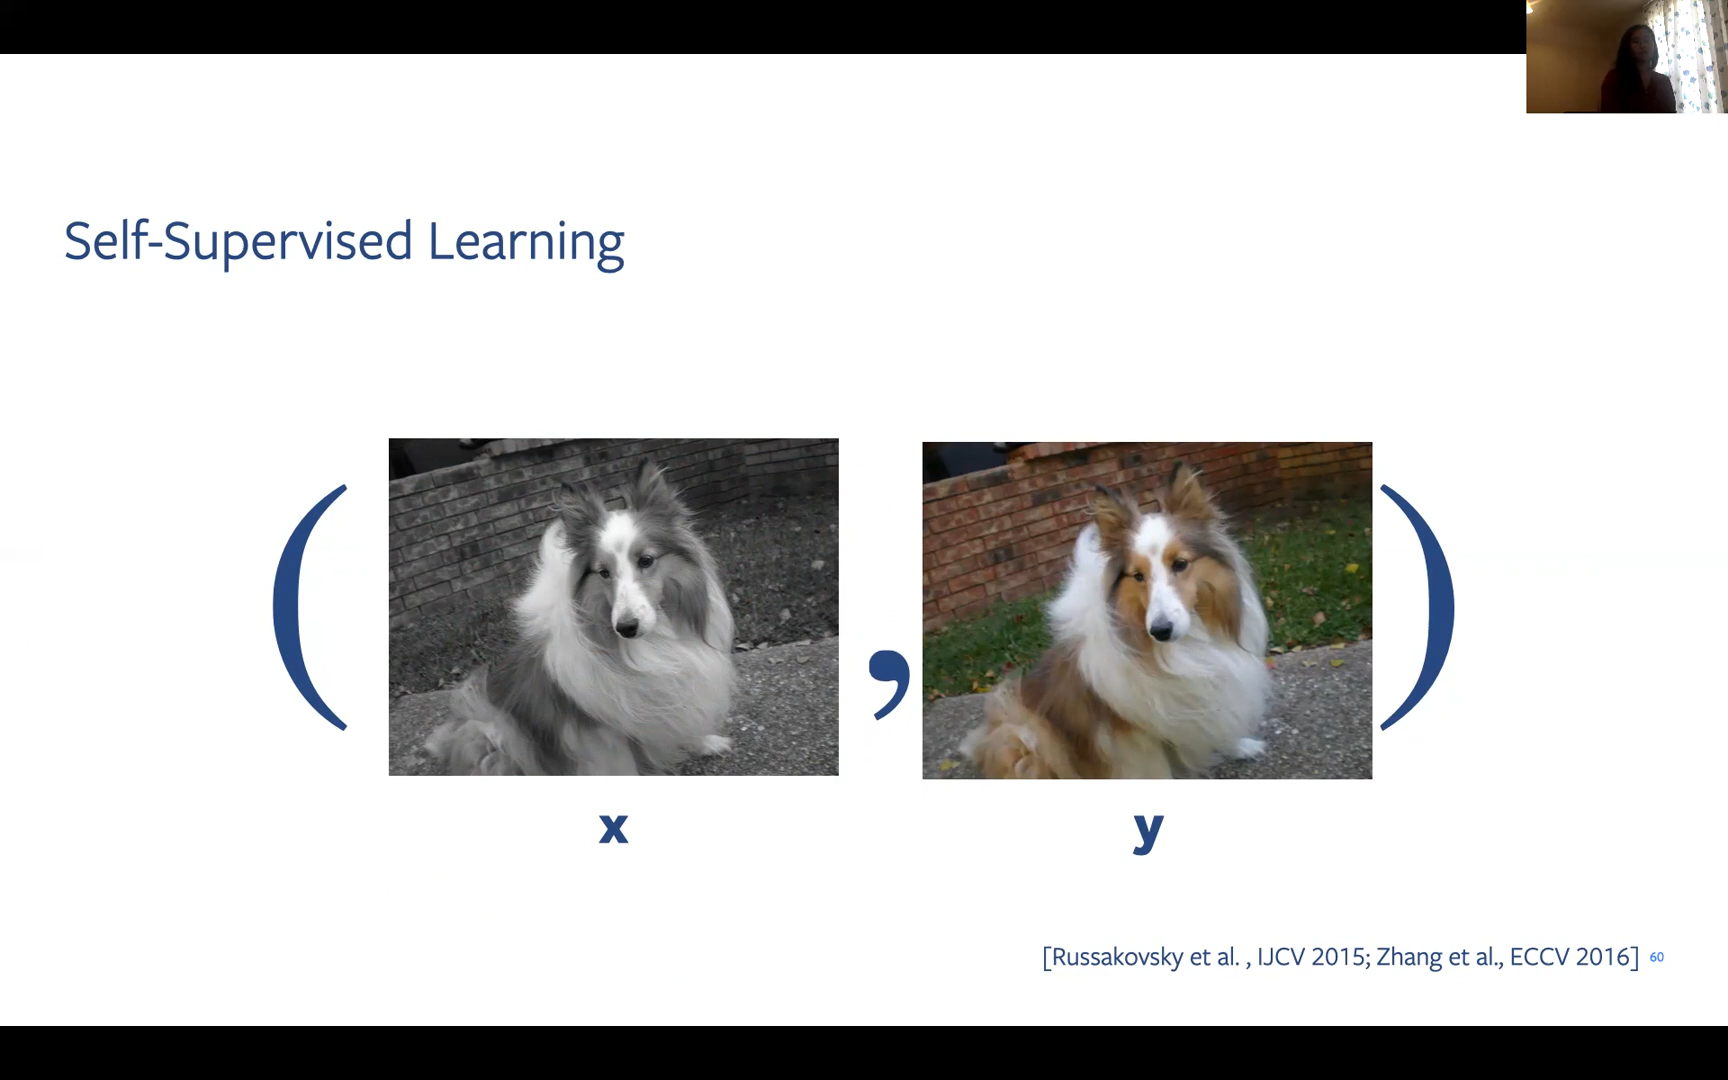 Self-Supervised Learning
( , )
x y
[Russakovsky et al. , IJCV 2015; Zhang et al., ECCV 2016] 60